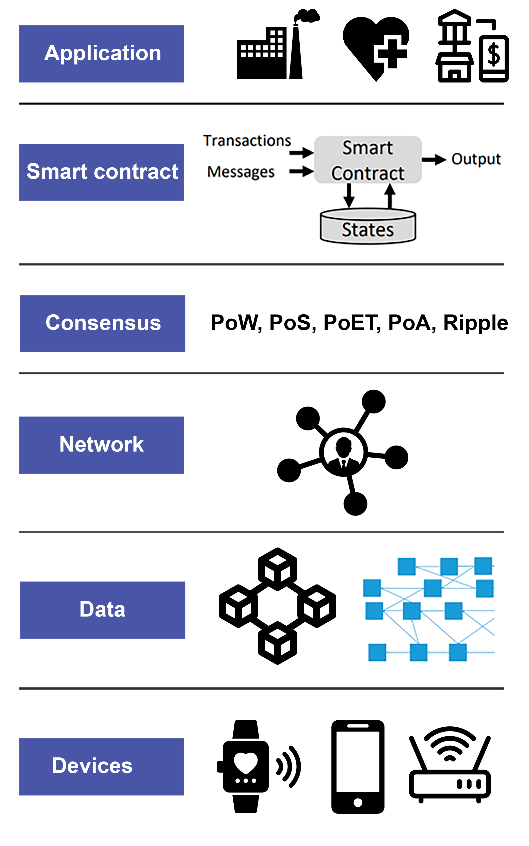 Application
$
Smart contract
Transactions
Messages
Smart
Contract
Output
States
Consensus
PoW, PoS, PoET, PoA, Ripple
Network
Data
Devices